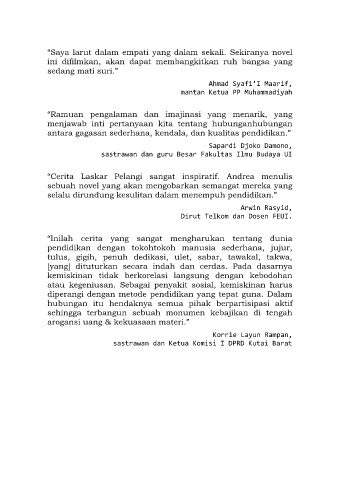 “Saya larut dalam empati yang dalam sekali. Sekiranya novel
ini difilmkan, akan dapat membangkitkan ruh bangsa yang
sedang mati suri.”
Ahmad Syafi’I Maarif,
mantan Ketua PP Muhammadiyah
“Ramuan pengalaman dan imajinasi yang menarik, yang
menjawab inti pertanyaan kita tentang hubunganhubungan
antara gagasan sederhana, kendala, dan kualitas pendidikan.”
Sapardi Djoko Damono,
sastrawan dan guru Besar Fakultas Ilmu Budaya UI
“Cerita Laskar Pelangi sangat inspiratif. Andrea menulis
sebuah novel yang akan mengobarkan semangat mereka yang
selalu dirundung kesulitan dalam menempuh pendidikan.”
Arwin Rasyid,
Dirut Telkom dan Dosen FEUI.
“Inilah cerita yang sangat mengharukan tentang dunia
pendidikan dengan tokohtokoh manusia sederhana, jujur,
tulus, gigih, penuh dedikasi, ulet, sabar, tawakal, takwa,
[yang] dituturkan secara indah dan cerdas. Pada dasarnya
kemiskinan tidak berkorelasi langsung dengan kebodohan
atau kegeniusan. Sebagai penyakit sosial, kemiskinan harus
diperangi dengan metode pendidikan yang tepat guna. Dalam
hubungan itu hendaknya semua pihak berpartisipasi aktif
sehingga terbangun sebuah monumen kebajikan di tengah
arogansi uang & kekuasaan materi.”
Korrie Layun Rampan,
sastrawan dan Ketua Komisi I DPRD Kutai Barat